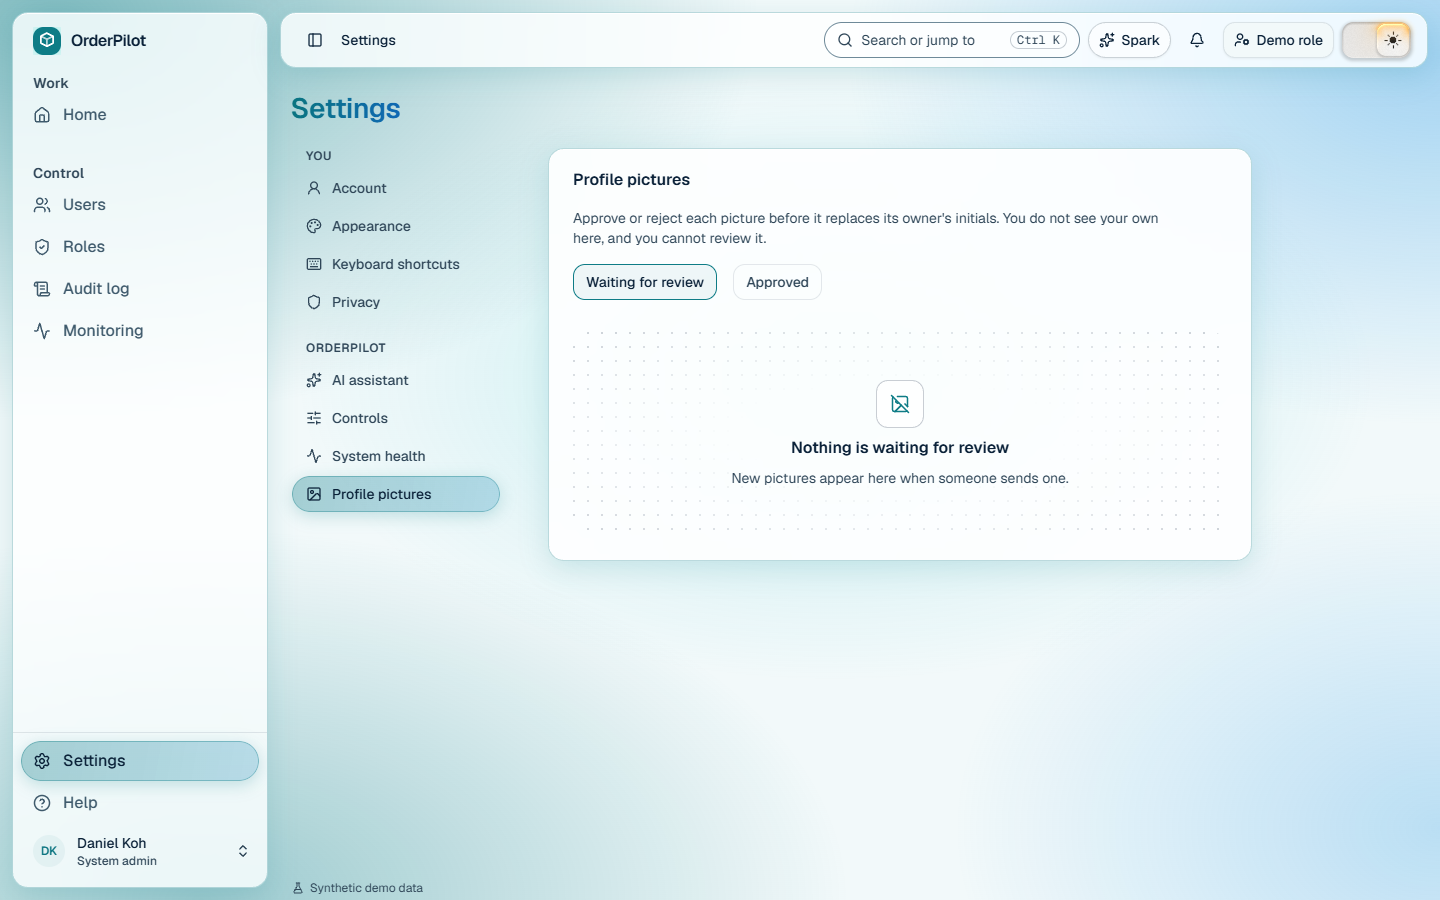 OrderPilot
Work
Home
Control
Users
Roles
Audit log
Monitoring
Settings
Help
DK
Daniel Koh
System admin
Settings
Search or jump to
Ctrl K
Spark
Demo role
Settings
YOU
Account
Appearance
Keyboard shortcuts
Privacy
ORDERPILOT
AI assistant
Controls
System health
Profile pictures
Profile pictures
Approve or reject each picture before it replaces its owner's initials. You do not see your own
here, and you cannot review it.
Waiting for review
Approved
Nothing is waiting for review
New pictures appear here when someone sends one.
Synthetic demo data